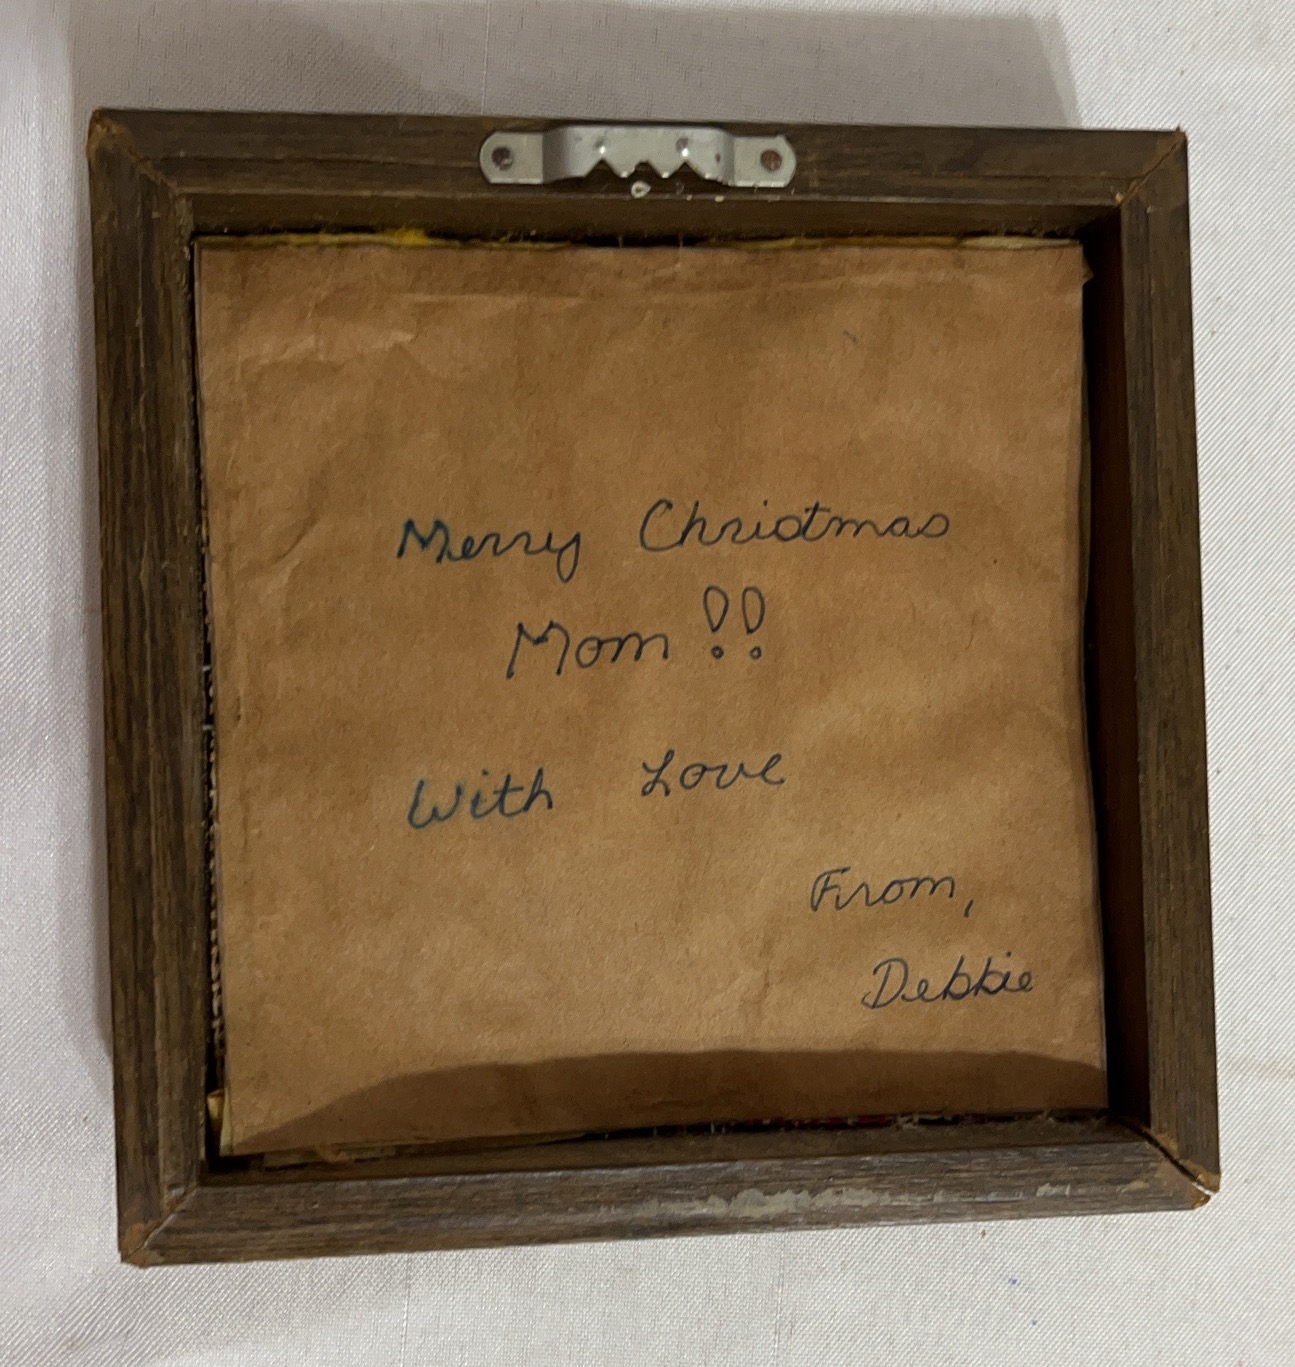 Merry Christmas
Mom!!
With Love
From,
Debbie